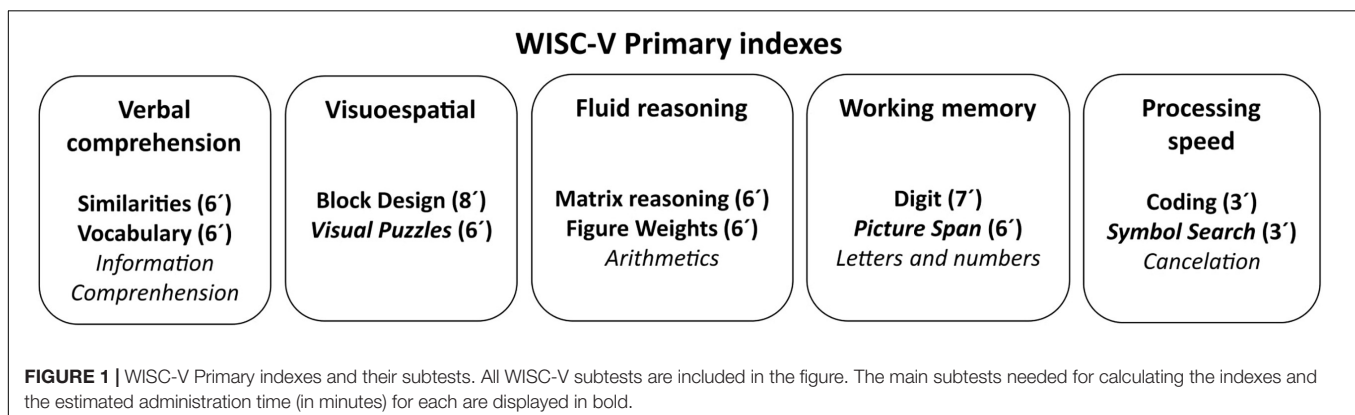 WISC-V Primary indexes
Verbal
comprehension
Similarities (6´)
Vocabulary (6´)
Information
Comprenhension
Visuoespatial
Block Design (8´)
Visual Puzzles (6´)
Fluid reasoning
Matrix reasoning (6´)
Figure Weights (6´)
Arithmetics
Working memory
Digit (7´)
Picture Span (6´)
Letters and numbers
Processing
speed
Coding (3´)
Symbol Search (3´)
Cancelation
FIGURE 1 | WISC-V Primary indexes and their subtests. All WISC-V subtests are included in the figure. The main subtests needed for calculating the indexes and
the estimated administration time (in minutes) for each are displayed in bold.